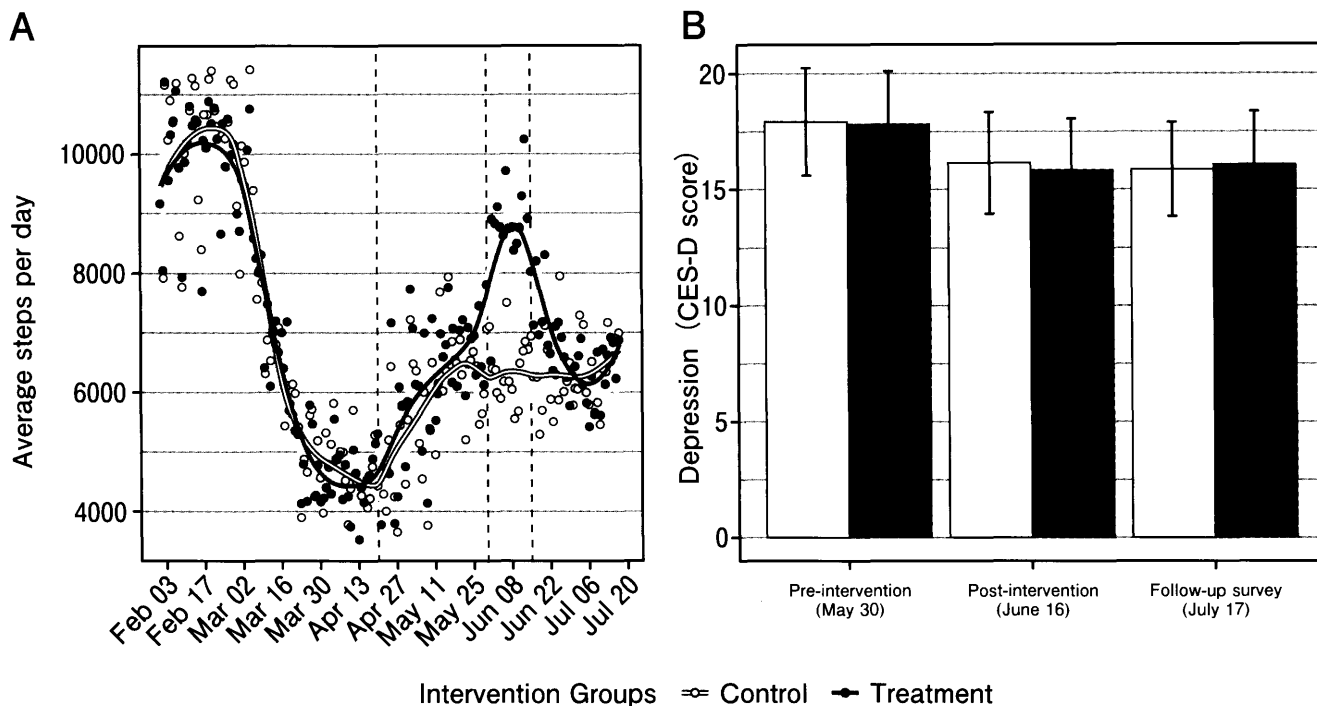 A
Average steps per day
10000
8000
6000
4000
Feb 03
Feb 17
Mar 02
Mar 16
Mar 30
Apr 13
Apr 27
May 11
May 25
Jun 08
Jun 22
Jul 06
Jul 20
B
Depression (CES-D score)
20
15
10
5
0
Pre-intervention
(May 30)
Post-intervention
(June 16)
Follow-up survey
(July 17)
Intervention Groups Control Treatment